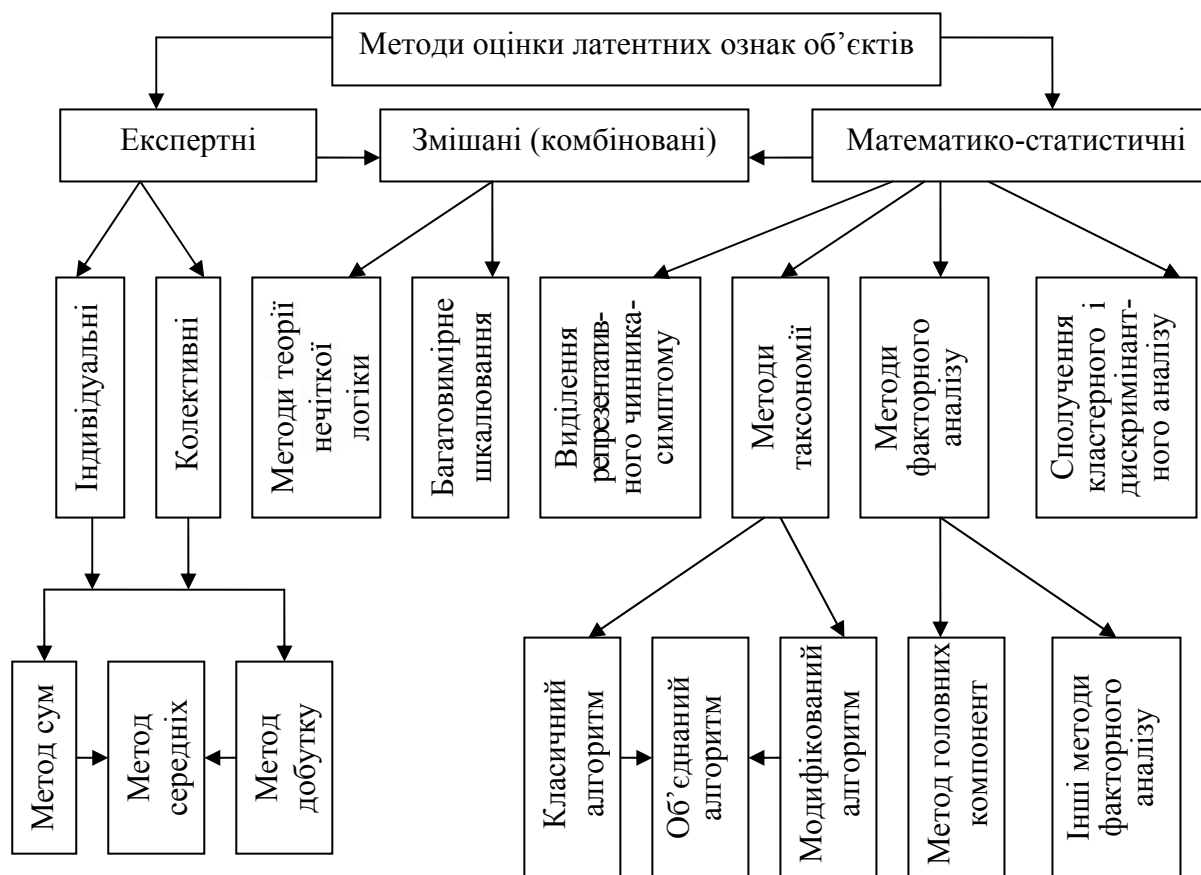 Методи оцінки латентних ознак об’єктів
Експертні
Змішані (комбіновані)
Математико-статистичні
Індивідуальні
Колективні
Методи теорії
нечіткої
логіки
Багатовимірне
шкалювання
Виділення
репрезентатив-
ного чинника-
симптому
Методи
таксономії
Методи
факторного
аналізу
Сполучення
кластерного і
дискримінант-
ного аналізу
Метод сум
Метод
середніх
Метод
добутку
Класичний
алгоритм
Об’єднаний
алгоритм
Модифікований
алгоритм
Метод головних
компонент
Інші методи
факторного
аналізу